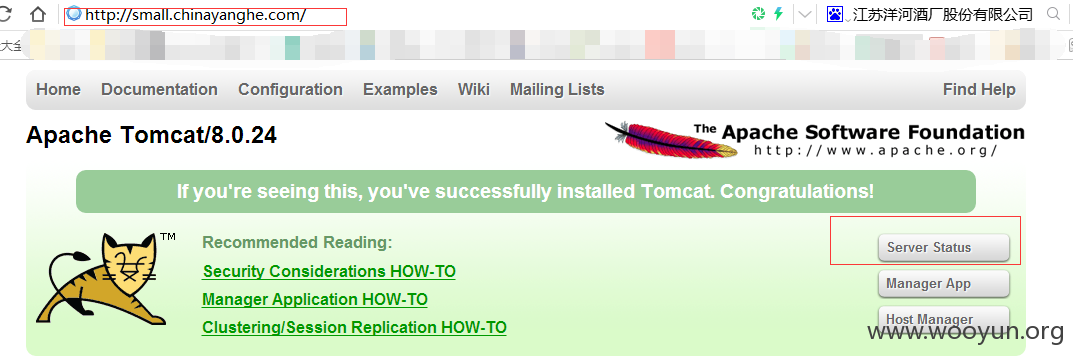 http://small.chinayanghe.com/
江苏洋河酒厂股份有限公司
大全
Home Documentation Configuration Examples Wiki Mailing Lists Find Help
Apache Tomcat/8.0.24
The Apache Software Foundation
http://www.apache.org/
If you're seeing this, you've successfully installed Tomcat. Congratulations!
TM
Recommended Reading:
Security Considerations HOW-TO
Manager Application HOW-TO
Clustering/Session Replication HOW-TO
Server Status
Manager App
Host Manager
www.wooyun.org